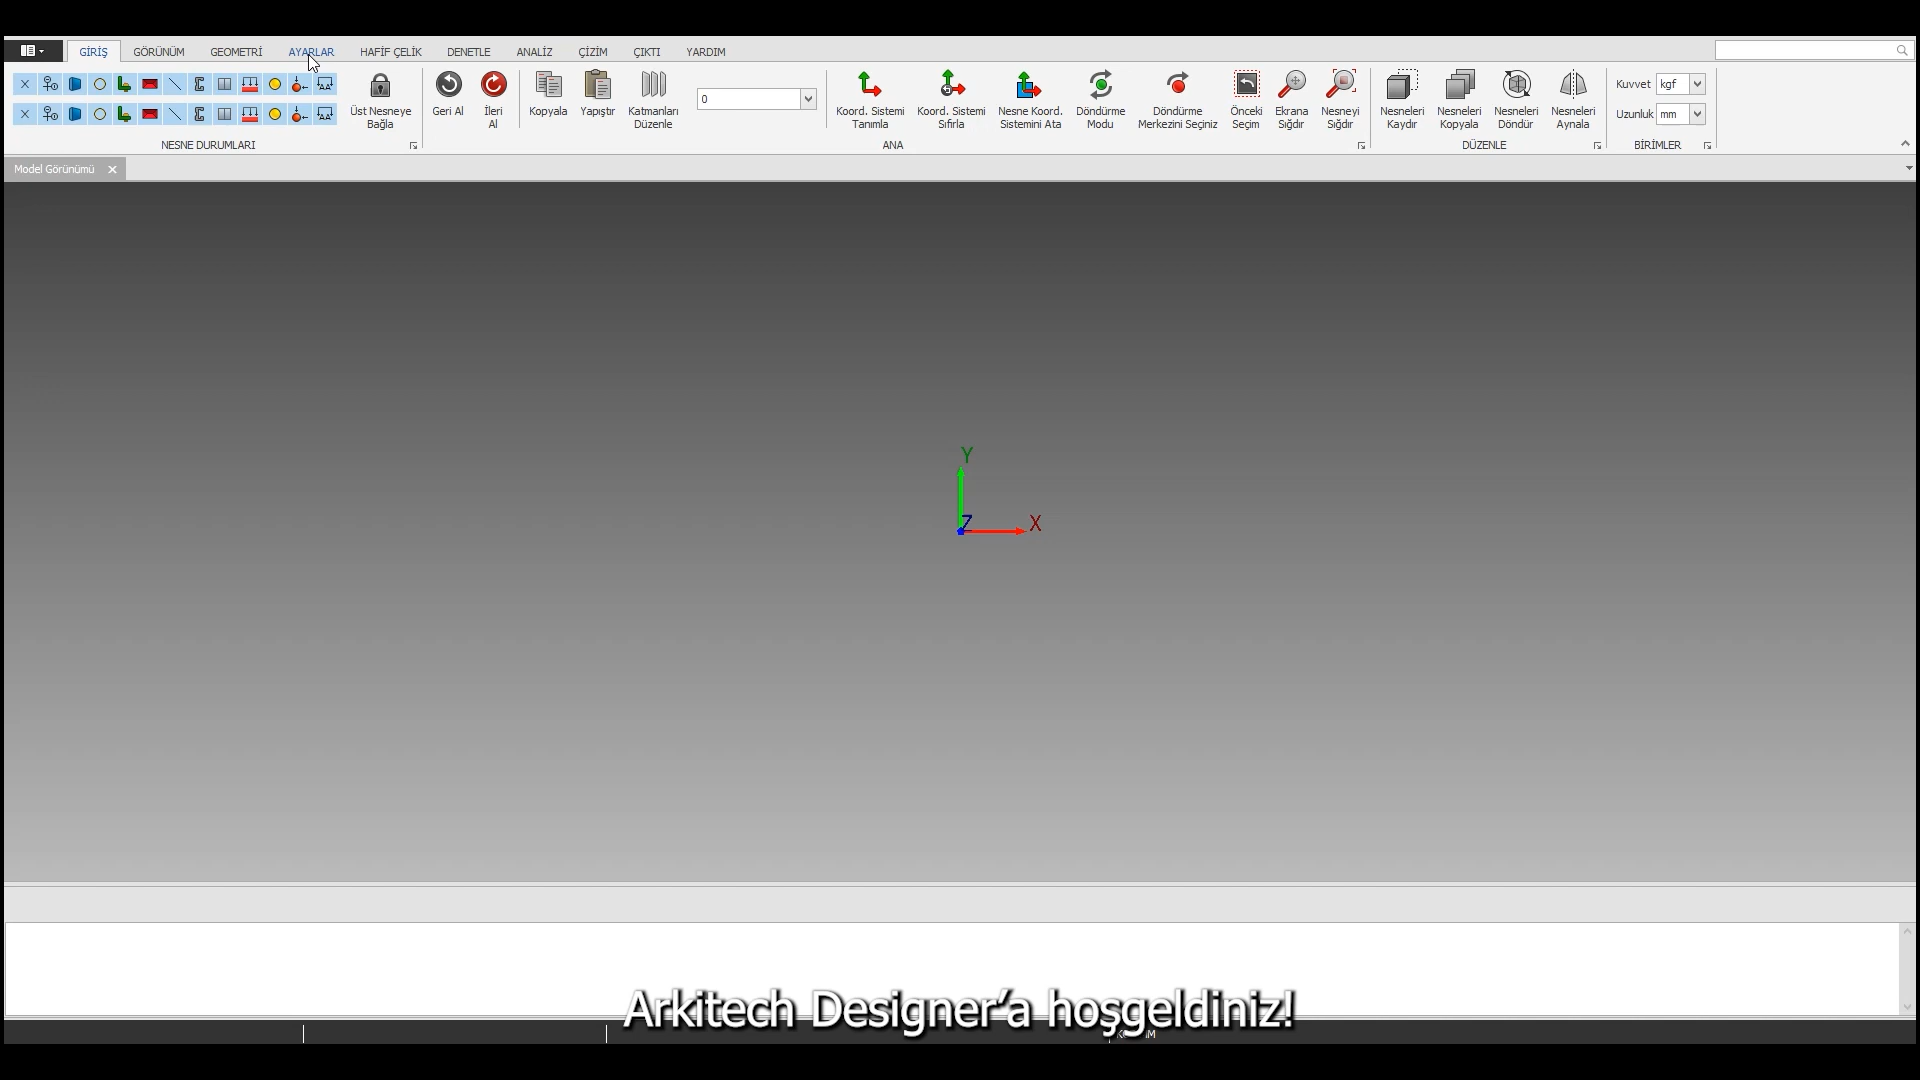 GİRİŞ GÖRÜNÜM GEOMETRİ AYARLAR HAFİF ÇELİK DENETLE ANALİZ ÇİZİM ÇIKTI YARDIM
Üst Nesneye
Bağla
Geri Al
İleri
Al
Kopyala
Yapıştır
Katmanları
Düzenle
0
Koord. Sistemi
Tanımla
Koord. Sistemi
Sıfırla
Nesne Koord.
Sistemini Ata
Döndürme
Modu
Döndürme
Merkezini Seçiniz
Önceki
Seçim
Ekrana
Sığdır
Nesneyi
Sığdır
Nesneleri
Kaydır
Nesneleri
Kopyala
Nesneleri
Döndür
Nesneleri
Aynala
Kuvvet kgf
Uzunluk mm
NESNE DURUMLARI ANA DÜZENLE BİRİMLER
Model Görünümü
Y
Z
X
Arkitech Designer’a hoşgeldiniz!